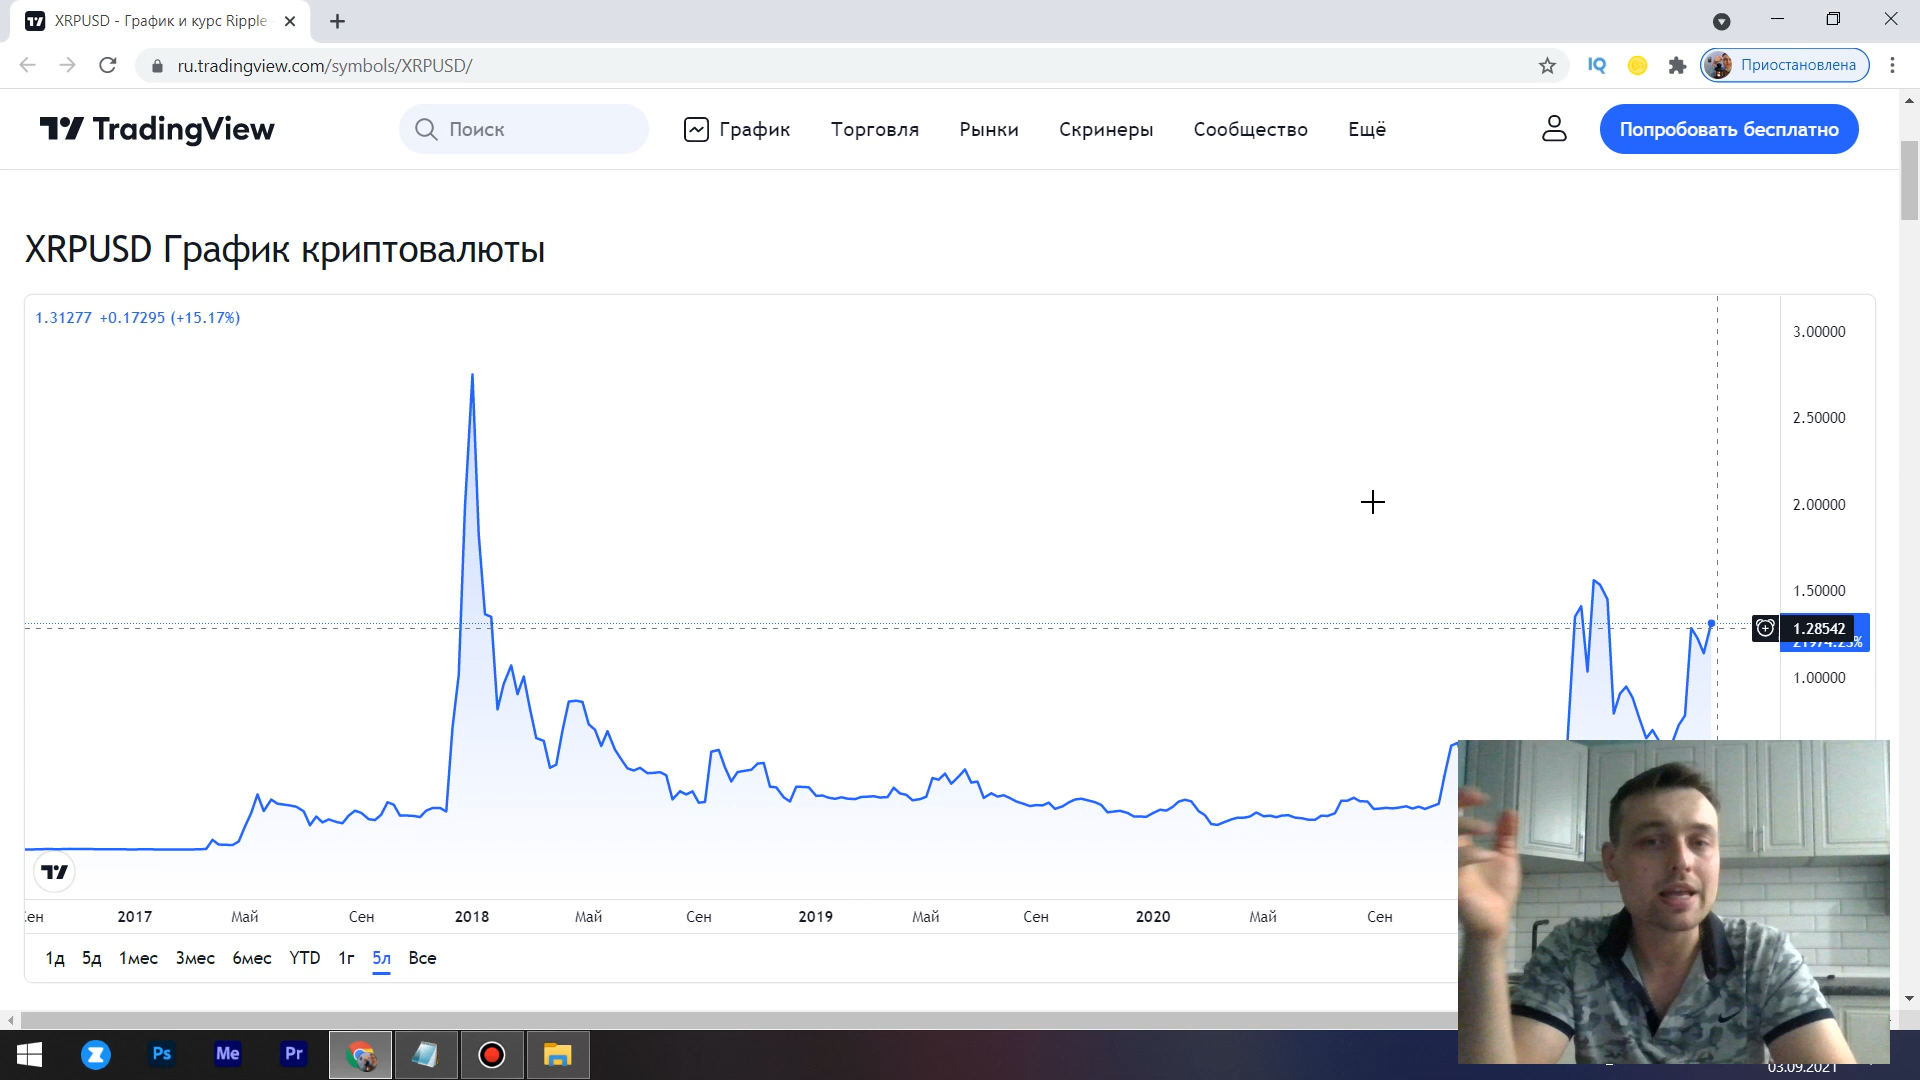 XRPUSD - График и курс Ripple
ru.tradingview.com/symbols/XRPUSD/
IQ
Приостановлена
TradingView
Поиск
График
Торговля
Рынки
Скринеры
Сообщество
Ещё
Попробовать бесплатно
XRPUSD График криптовалюты
1.31277 +0.17295 (+15.17%)
3.00000
2.50000
2.00000
1.50000
1.28542
1.00000
2017
Май
Сен
2018
Май
Сен
2019
Май
Сен
2020
Май
Сен
1д 5д 1мес 3мес 6мес YTD 1г 5л Все
Ps
Me
Pr
03.09.2021